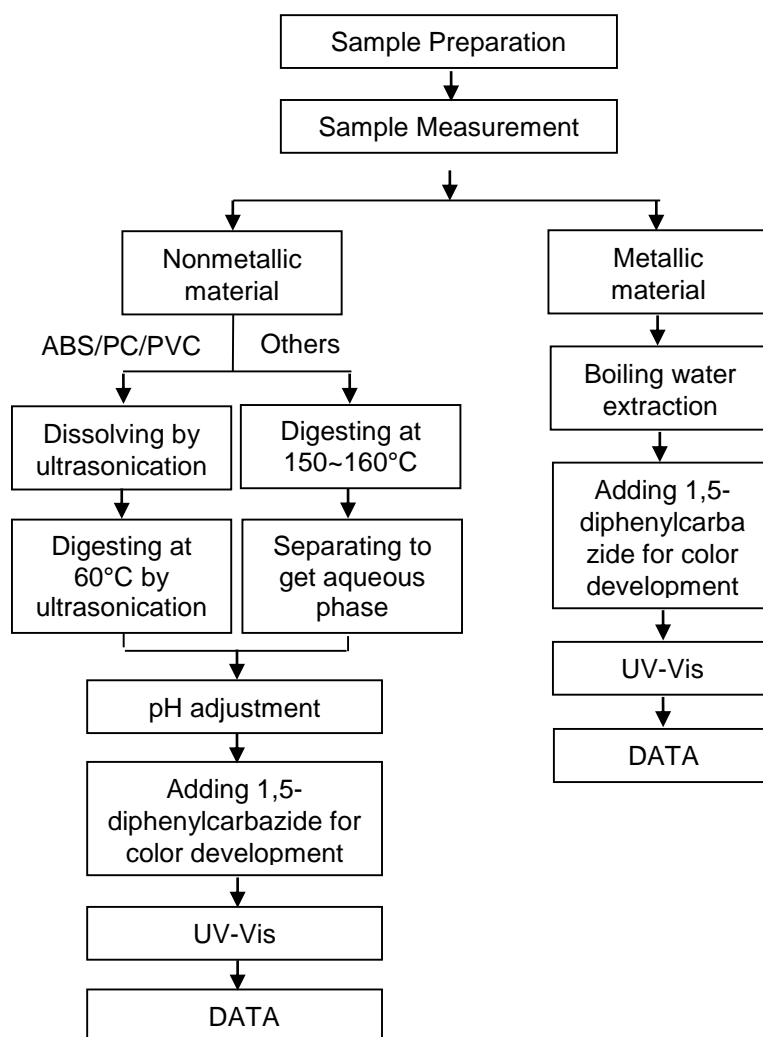 Sample Preparation
Sample Measurement
Nonmetallic
material
Metallic
material
ABS/PC/PVC
Others
Boiling water
extraction
Dissolving by
ultrasonication
Digesting at
150~160°C
Adding 1,5-
diphenylcarba
zide for color
development
Digesting at
60°C by
ultrasonication
Separating to
get aqueous
phase
UV-Vis
pH adjustment
DATA
Adding 1,5-
diphenylcarbazide for
color development
UV-Vis
DATA